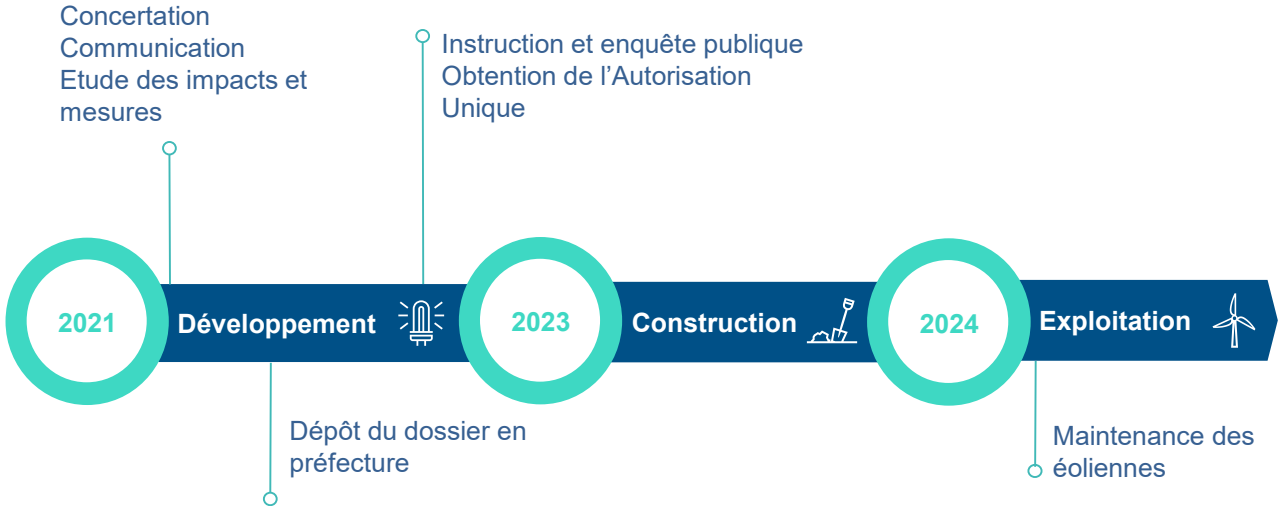 Concertation
Communication
Etude des impacts et
mesures
Instruction et enquête publique
Obtention de l’Autorisation
Unique
2021
Développement
2023
Construction
2024
Exploitation
Dépôt du dossier en
préfecture
Maintenance des
éoliennes